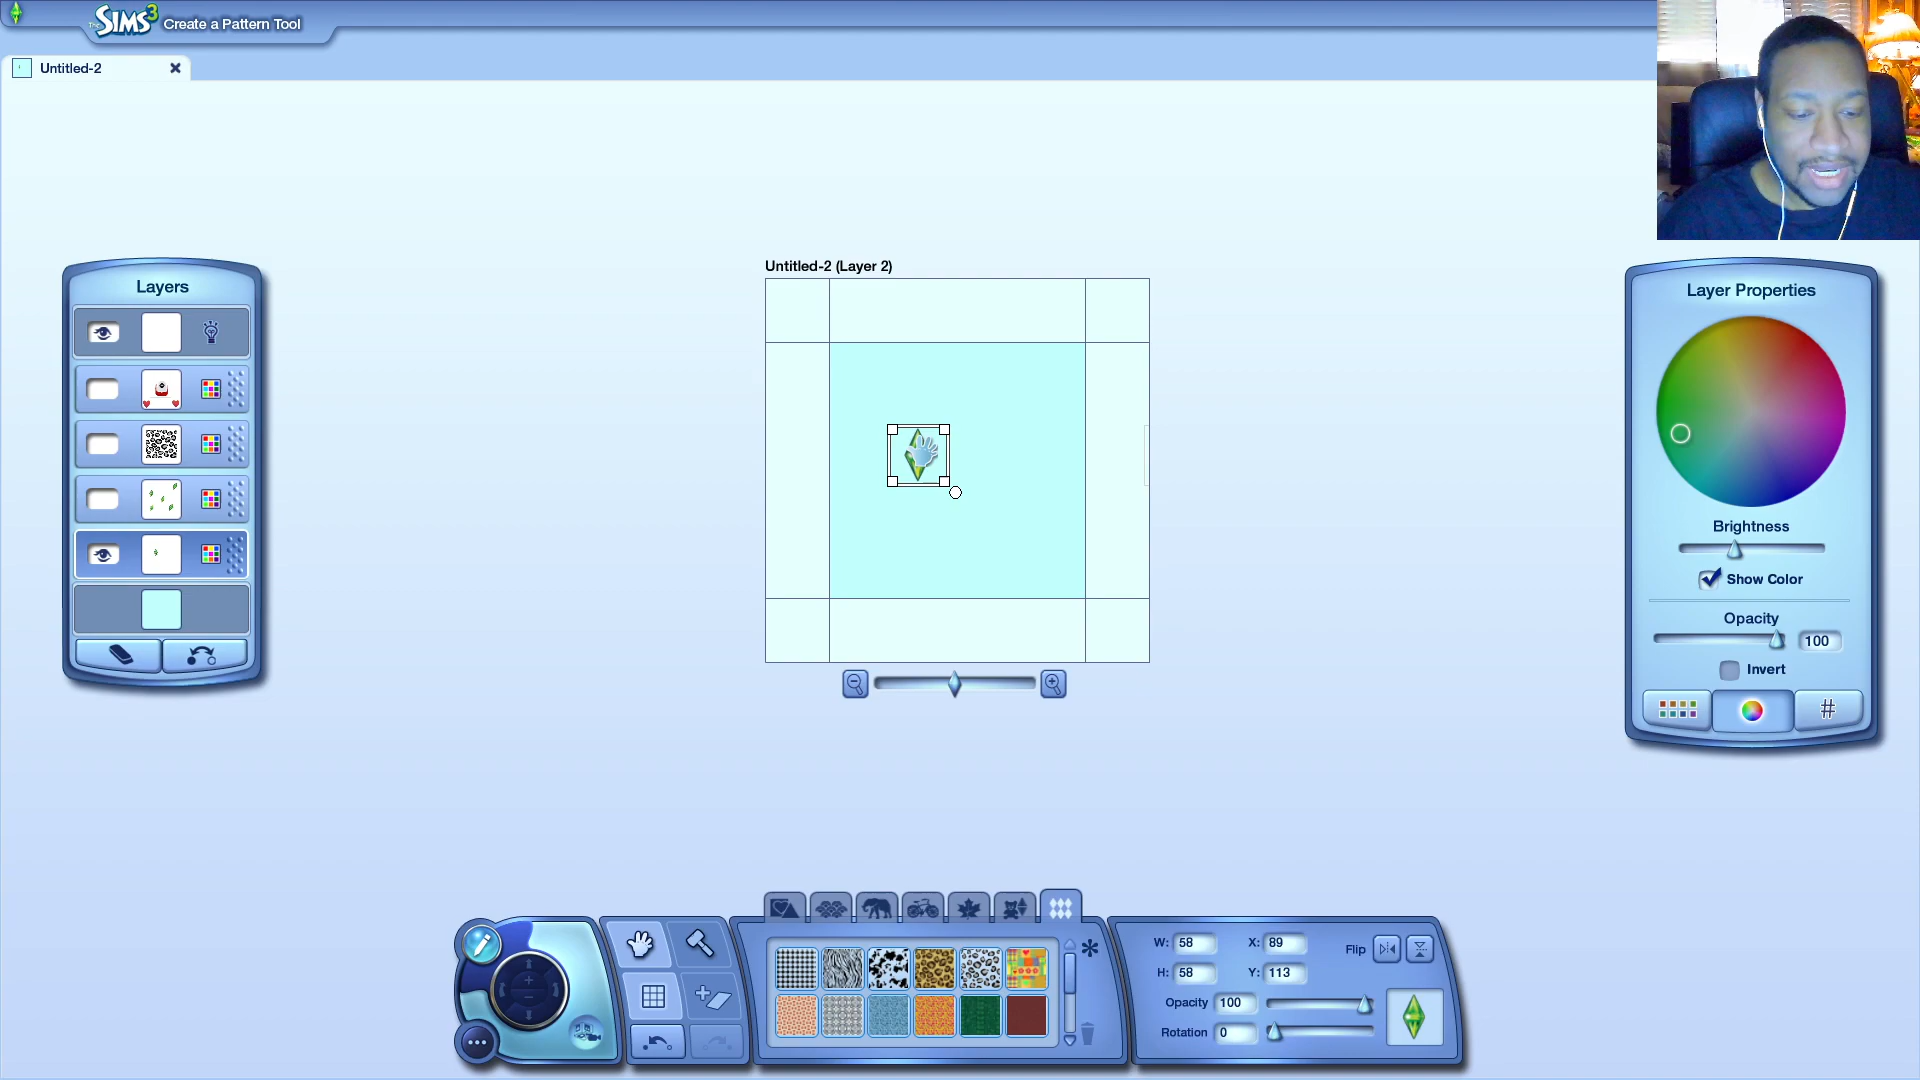 The SIMS 3 Create a Pattern Tool
Untitled-2
Layers
Untitled-2 (Layer 2)
Layer Properties
Brightness
Show Color
Opacity
100
Invert
#
W: 58 X: 89 Flip
H: 58 Y: 113
Opacity 100
Rotation 0